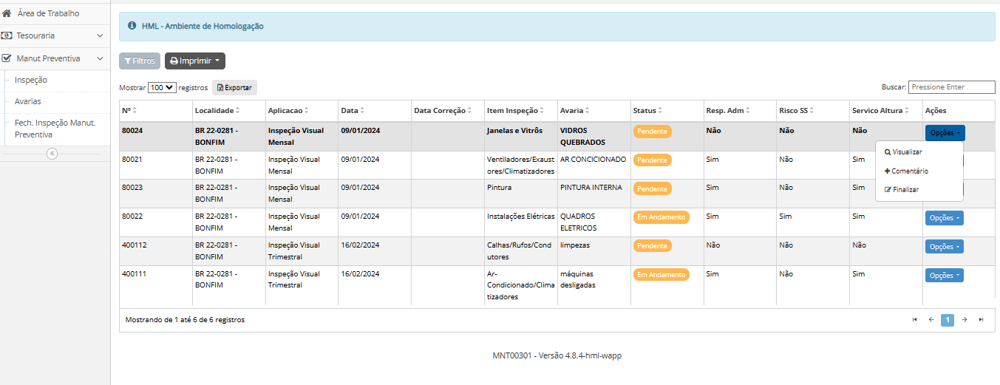 Área de Trabalho
Tesouraria
Manut Preventiva
Inspeção
Avarias
Fech. Inspeção Manut.
Preventiva
HML - Ambiente de Homologação
Filtros Imprimir
Mostrar 100 registros Exportar Buscar: Pressione Enter
Nº Localidade Aplicacao Data Data Correção Item Inspeção Avaria Status Resp. Adm Risco SS Servico Altura Ações
80024 BR 22-0281 - Inspeção Visual 09/01/2024 Janelas e Vitrôs VIDROS Pendente Não Não Não Opções
BONFIM Mensal QUEBRADOS
Visualizar
80021 BR 22-0281 - Inspeção Visual 09/01/2024 Ventiladores/Exaust AR CONCICIONADO Pendente Sim Não Sim
BONFIM Mensal ores/Climatizadores
Comentário
80023 BR 22-0281 - Inspeção Visual 09/01/2024 Pintura PINTURA INTERNA Pendente Sim Não Sim Finalizar
BONFIM Mensal
80022 BR 22-0281 - Inspeção Visual 09/01/2024 Instalações Elétricas QUADROS Em Andamento Sim Sim Sim Opções
BONFIM Mensal ELETRICOS
400112 BR 22-0281 - Inspeção Visual 16/02/2024 Calhas/Rufos/Cond limpezas Pendente Não Não Não Opções
BONFIM Trimestral utores
400111 BR 22-0281 - Inspeção Visual 16/02/2024 Ar- máquinas Em Andamento Sim Não Sim Opções
BONFIM Trimestral Condicionado/Clima desligadas
tizadores
Mostrando de 1 até 6 de 6 registros 1
MNT00301 - Versão 4.8.4-hml-wapp